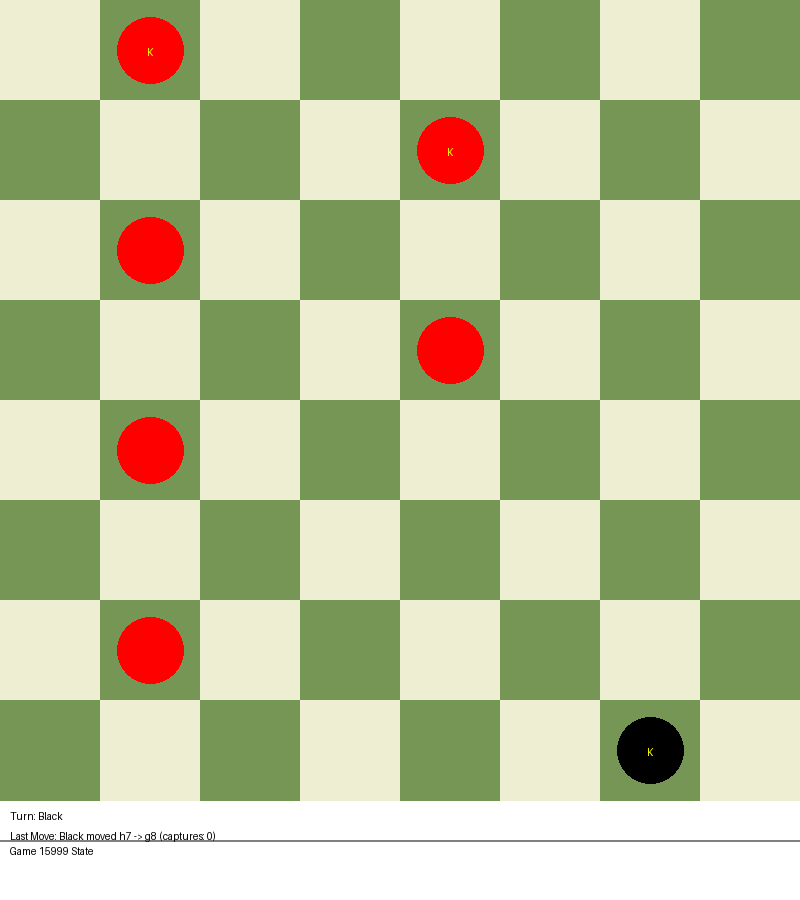 K
K
K
Turn: Black
Last Move: Black moved h7 -> g8 (captures: 0)
Game 15999 State